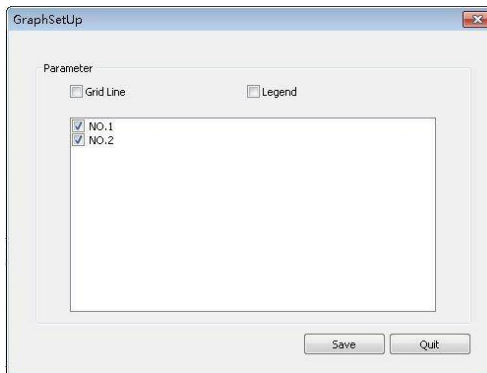 GraphSetUp
Parameter
Grid Line
Legend
NO.1
NO.2
Save
Quit